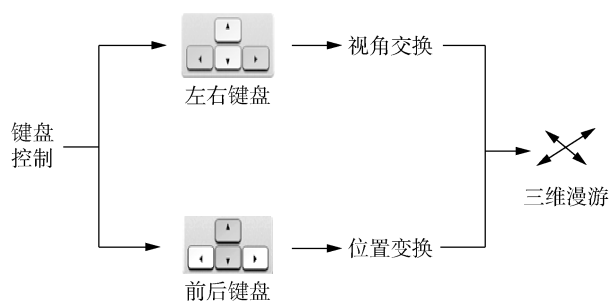 键盘
控制
左右键盘
视角交换
前后键盘
位置变换
三维漫游